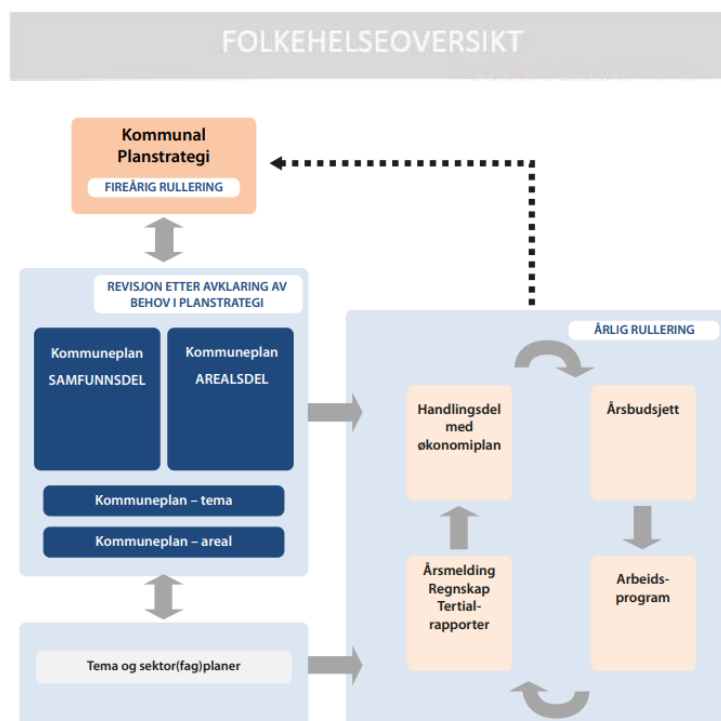 FOLKEHELSEOVERSIKT
Kommunal
Planstrategi
FIREÅRIG RULLERING
REVISJON ETTER AVKLARING AV
BEHOV I PLANSTRATEGI
Kommuneplan
SAMFUNNSDEL
Kommuneplan
AREALSDEL
Kommuneplan – tema
Kommuneplan – areal
Tema og sektor(fag)planer
ÅRLIG RULLERING
Handlingsdel
med
økonomiplan
Årsbudsjett
Årsmelding
Regnskap
Tertial-
rapporter
Arbeids-
program